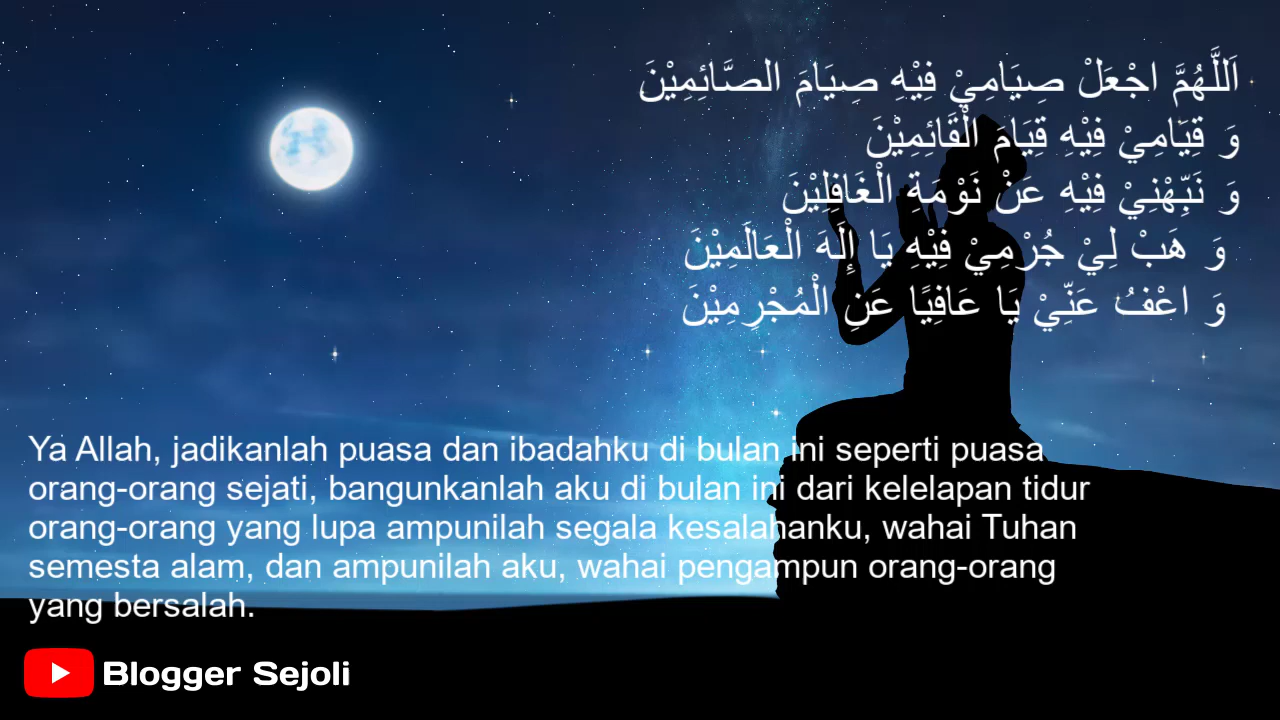 اَللَّهُمَّ اجْعَلْ صِيَامِيْ فِيْهِ صِيَامَ الصَّائِمِيْنَ
وَ قِيَامِيْ فِيْهِ قِيَامَ الْقَائِمِيْنَ
وَ نَبِّهْنِيْ فِيْهِ عَنْ نَوْمَةِ الْغَافِلِيْنَ
وَ هَبْ لِيْ جُرْمِيْ فِيْهِ يَا إِلَهَ الْعَالَمِيْنَ
وَ اعْفُ عَنِّيْ يَا عَافِيًا عَنِ الْمُجْرِمِيْنَ
Ya Allah, jadikanlah puasa dan ibadahku di bulan ini seperti puasa
orang-orang sejati, bangunkanlah aku di bulan ini dari kelelapan tidur
orang-orang yang lupa ampunilah segala kesalahanku, wahai Tuhan
semesta alam, dan ampunilah aku, wahai pengampun orang-orang
yang bersalah.
Blogger Sejoli